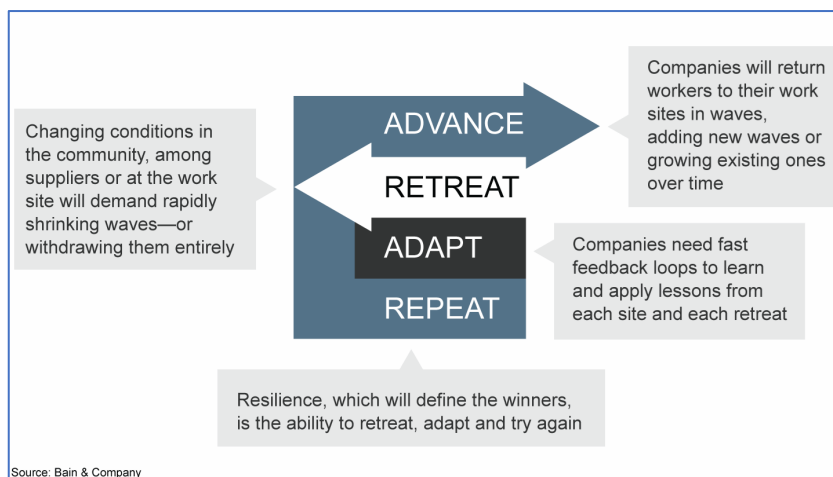 ADVANCE
Companies will return
workers to their work
sites in waves,
adding new waves or
growing existing ones
over time
RETREAT
Changing conditions in
the community, among
suppliers or at the work
site will demand rapidly
shrinking waves—or
withdrawing them entirely
ADAPT
Companies need fast
feedback loops to learn
and apply lessons from
each site and each retreat
REPEAT
Resilience, which will define the winners,
is the ability to retreat, adapt and try again
Source: Bain & Company